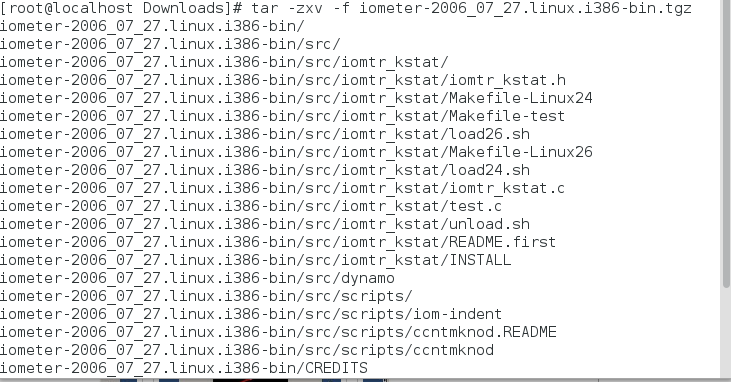 [root@localhost Downloads]# tar -zxv -f iometer-2006_07_27.linux.i386-bin.tgz
iometer-2006_07_27.linux.i386-bin/
iometer-2006_07_27.linux.i386-bin/src/
iometer-2006_07_27.linux.i386-bin/src/iomtr_kstat/
iometer-2006_07_27.linux.i386-bin/src/iomtr_kstat/iomtr_kstat.h
iometer-2006_07_27.linux.i386-bin/src/iomtr_kstat/Makefile-Linux24
iometer-2006_07_27.linux.i386-bin/src/iomtr_kstat/Makefile-test
iometer-2006_07_27.linux.i386-bin/src/iomtr_kstat/load26.sh
iometer-2006_07_27.linux.i386-bin/src/iomtr_kstat/Makefile-Linux26
iometer-2006_07_27.linux.i386-bin/src/iomtr_kstat/load24.sh
iometer-2006_07_27.linux.i386-bin/src/iomtr_kstat/iomtr_kstat.c
iometer-2006_07_27.linux.i386-bin/src/iomtr_kstat/test.c
iometer-2006_07_27.linux.i386-bin/src/iomtr_kstat/unload.sh
iometer-2006_07_27.linux.i386-bin/src/iomtr_kstat/README.first
iometer-2006_07_27.linux.i386-bin/src/iomtr_kstat/INSTALL
iometer-2006_07_27.linux.i386-bin/src/dynamo
iometer-2006_07_27.linux.i386-bin/src/scripts/
iometer-2006_07_27.linux.i386-bin/src/scripts/iom-indent
iometer-2006_07_27.linux.i386-bin/src/scripts/ccntmknod.README
iometer-2006_07_27.linux.i386-bin/src/scripts/ccntmknod
iometer-2006_07_27.linux.i386-bin/CREDITS